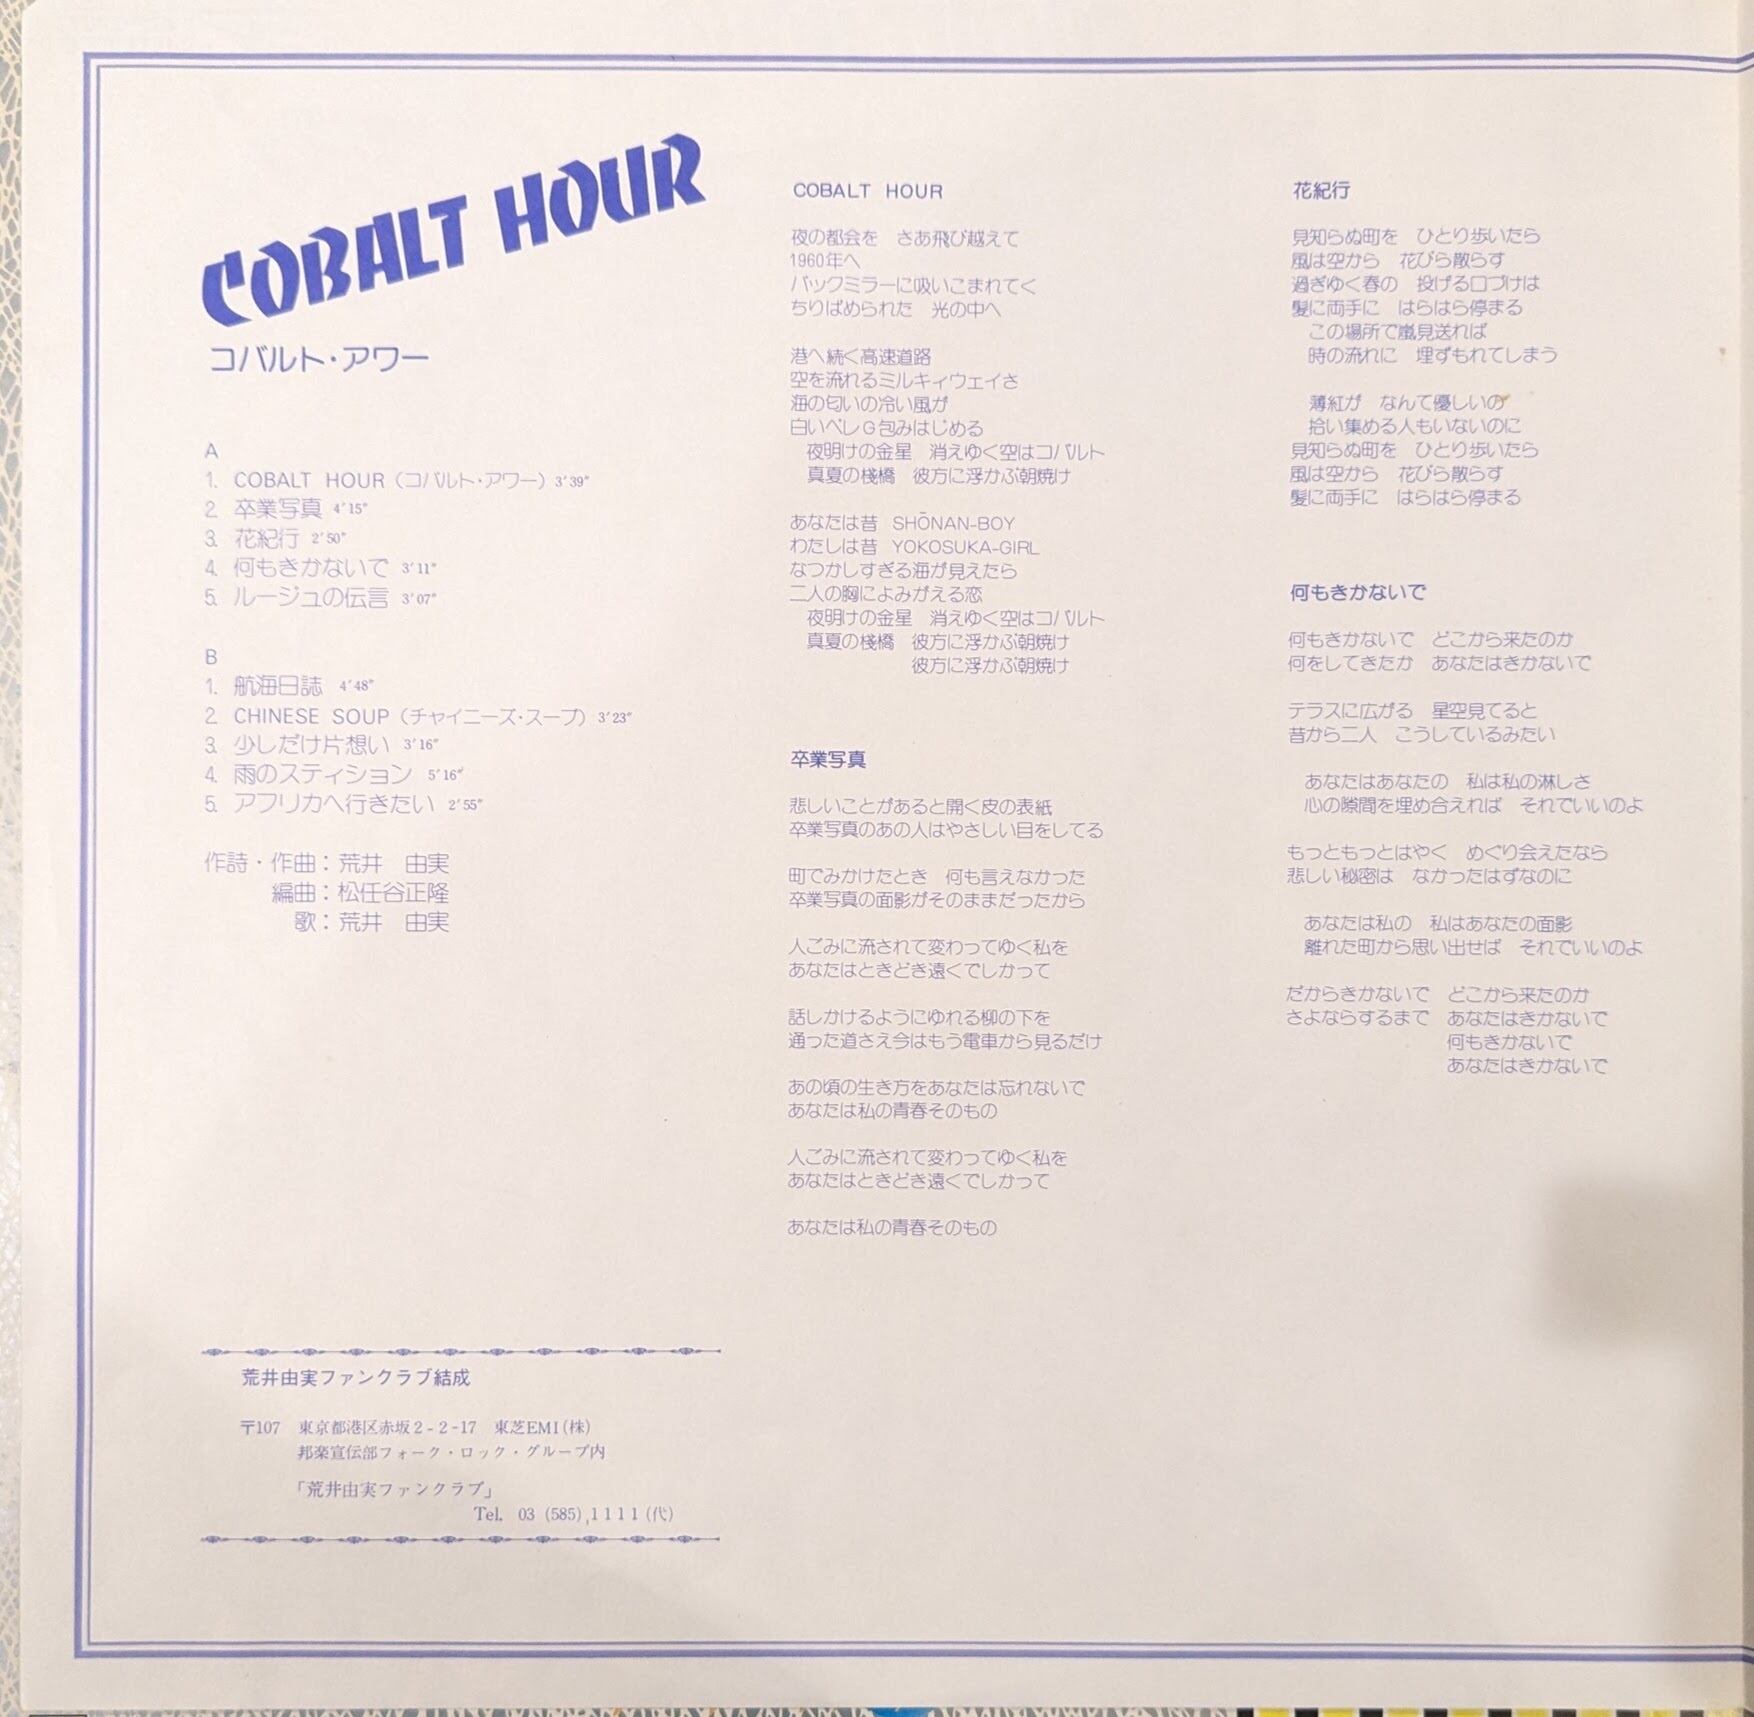 COBALT HOUR
コバルト・アワー
A
1. COBALT HOUR（コバルト・アワー）3′39″
2. 卒業写真 4′15″
3. 花紀行 2′50″
4. 何もきかないで 3′11″
5. ルージュの伝言 3′07″
B
1. 航海日誌 4′48″
2. CHINESE SOUP（チャイニーズ・スープ）3′23″
3. 少しだけ片想い 3′16″
4. 雨のスティション 5′16″
5. アフリカへ行きたい 2′55″
作詩・作曲：荒井　由実
編曲：松任谷正隆
歌：荒井　由実
荒井由実ファンクラブ結成
〒107　東京都港区赤坂2-2-17　東芝EMI(株)
邦楽宣伝部フォーク・ロック・グループ内
「荒井由実ファンクラブ」
Tel. 03 (585) 1111(代)
COBALT HOUR
夜の都会を　さあ飛び越えて
1960年へ
バックミラーに吸いこまれてく
ちりばめられた　光の中へ
港へ続く高速道路
空を流れるミルキィウェイさ
海の匂いの冷い風が
白いベレG包みはじめる
夜明けの金星　消えゆく空はコバルト
真夏の棧橋　彼方に浮かぶ朝焼け
あなたは昔 SHŌNAN-BOY
わたしは昔 YOKOSUKA-GIRL
なつかしすぎる海が見えたら
二人の胸によみがえる恋
夜明けの金星　消えゆく空はコバルト
真夏の棧橋　彼方に浮かぶ朝焼け
彼方に浮かぶ朝焼け
卒業写真
悲しいことがあると開く皮の表紙
卒業写真のあの人はやさしい目をしてる
町でみかけたとき　何も言えなかった
卒業写真の面影がそのままだったから
人ごみに流されて変わってゆく私を
あなたはときどき遠くでしかって
話しかけるようにゆれる柳の下を
通った道さえ今はもう電車から見るだけ
あの頃の生き方をあなたは忘れないで
あなたは私の青春そのもの
人ごみに流されて変わってゆく私を
あなたはときどき遠くでしかって
あなたは私の青春そのもの
花紀行
見知らぬ町を　ひとり歩いたら
風は空から　花びら散らす
過ぎゆく春の　投げる口づけは
髪に両手に　はらはら停まる
この場所で嵐見送れば
時の流れに　埋ずもれてしまう
薄紅が　なんて優しいの
拾い集める人もいないのに
見知らぬ町を　ひとり歩いたら
風は空から　花びら散らす
髪に両手に　はらはら停まる
何もきかないで
何もきかないで　どこから来たのか
何をしてきたか　あなたはきかないで
テラスに広がる　星空見てると
昔から二人　こうしているみたい
あなたはあなたの　私は私の淋しさ
心の隙間を埋め合えれば　それでいいのよ
もっともっとはやく　めぐり会えたなら
悲しい秘密は　なかったはずなのに
あなたは私の　私はあなたの面影
離れた町から思い出せば　それでいいのよ
だからきかないで　どこから来たのか
さよならするまで　あなたはきかないで
何もきかないで
あなたはきかないで